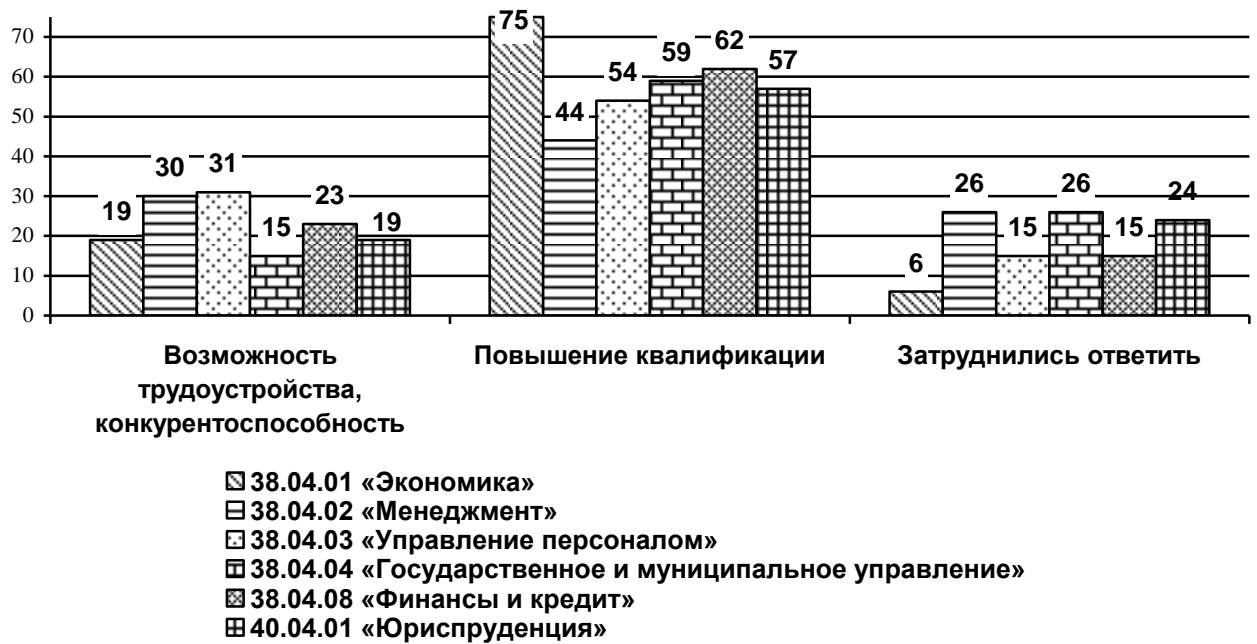 70
60
50
40
30
20
10
0
19
30
31
15
23
19
75
44
54
59
62
57
6
26
15
26
15
24
Возможность
трудоустройства,
конкурентоспособность
Повышение квалификации
Затруднились ответить
38.04.01 «Экономика»
38.04.02 «Менеджмент»
38.04.03 «Управление персоналом»
38.04.04 «Государственное и муниципальное управление»
38.04.08 «Финансы и кредит»
40.04.01 «Юриспруденция»